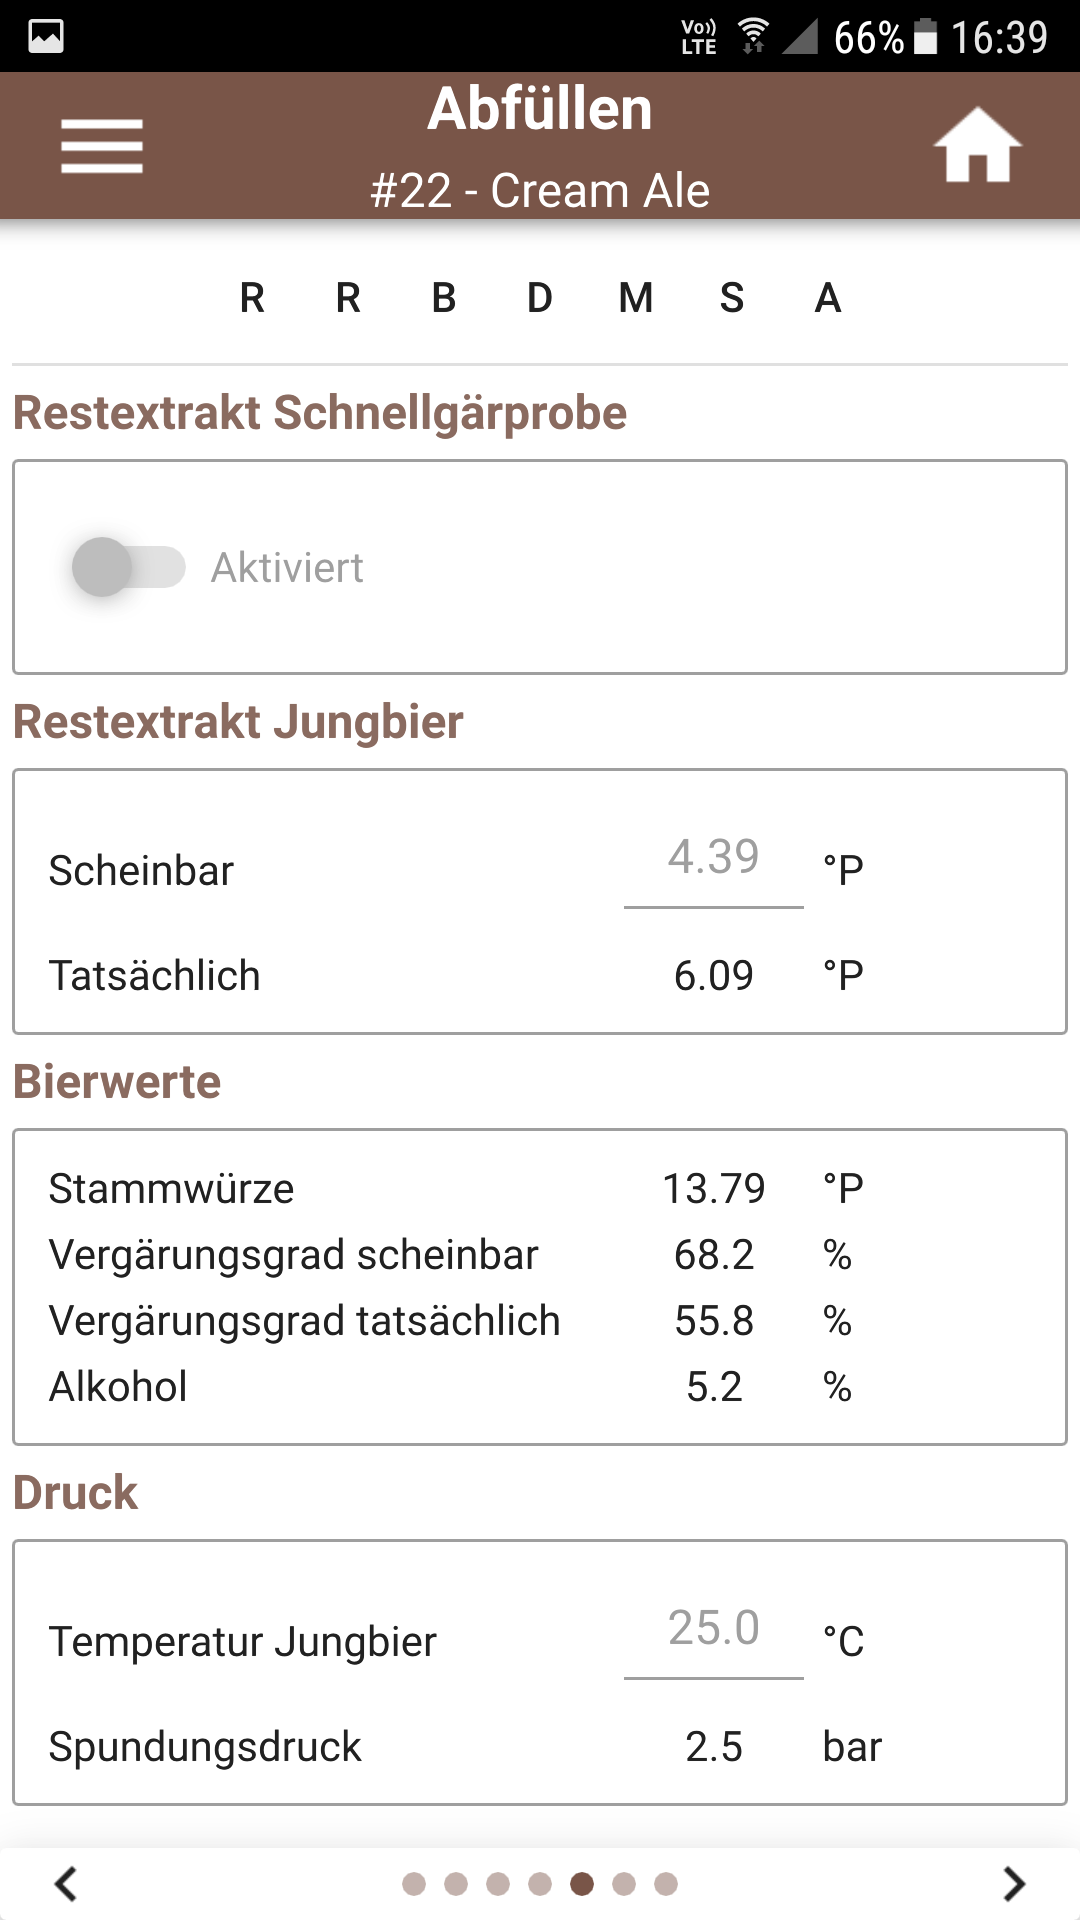 Vo)) LTE 66% 16:39
Abfüllen
#22 - Cream Ale
R R B D M S A
Restextrakt Schnellgärprobe
Aktiviert
Restextrakt Jungbier
Scheinbar 4.39 °P
Tatsächlich 6.09 °P
Bierwerte
Stammwürze 13.79 °P
Vergärungsgrad scheinbar 68.2 %
Vergärungsgrad tatsächlich 55.8 %
Alkohol 5.2 %
Druck
Temperatur Jungbier 25.0 °C
Spundungsdruck 2.5 bar